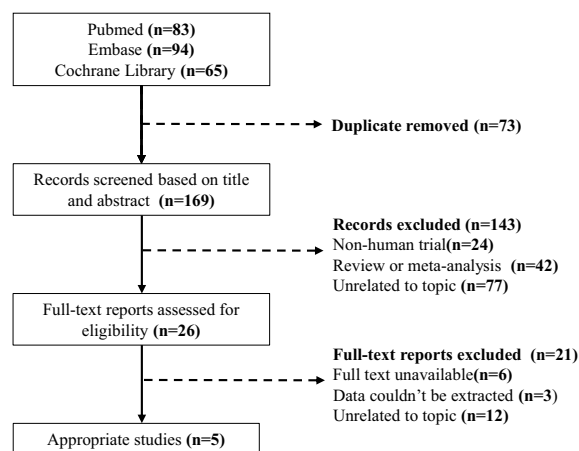 Pubmed (n=83)
Embase (n=94)
Cochrane Library (n=65)
Duplicate removed (n=73)
Records screened based on title
and abstract (n=169)
Records excluded (n=143)
Non-human trial(n=24)
Review or meta-analysis (n=42)
Unrelated to topic (n=77)
Full-text reports assessed for
eligibility (n=26)
Full-text reports excluded (n=21)
Full text unavailable(n=6)
Data couldn't be extracted (n=3)
Unrelated to topic (n=12)
Appropriate studies (n=5)